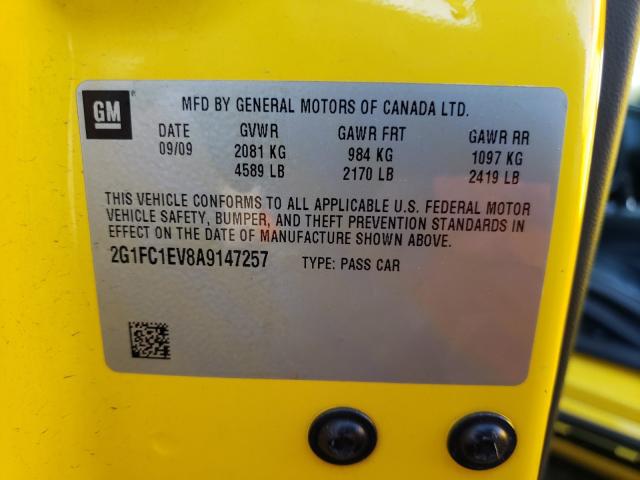 GM
MFD BY GENERAL MOTORS OF CANADA LTD.
DATE GVWR GAWR FRT GAWR RR
09/09 2081 KG 984 KG 1097 KG
4589 LB 2170 LB 2419 LB
THIS VEHICLE CONFORMS TO ALL APPLICABLE U.S. FEDERAL MOTOR
VEHICLE SAFETY, BUMPER, AND THEFT PREVENTION STANDARDS IN
EFFECT ON THE DATE OF MANUFACTURE SHOWN ABOVE.
2G1FC1EV8A9147257 TYPE: PASS CAR